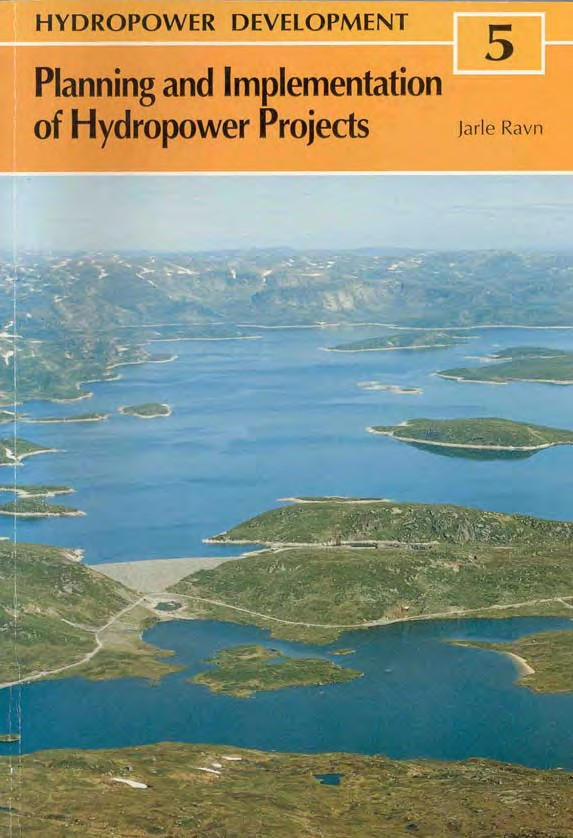 HYDROPOWER DEVELOPMENT
5
Planning and Implementation
of Hydropower Projects
Jarle Ravn